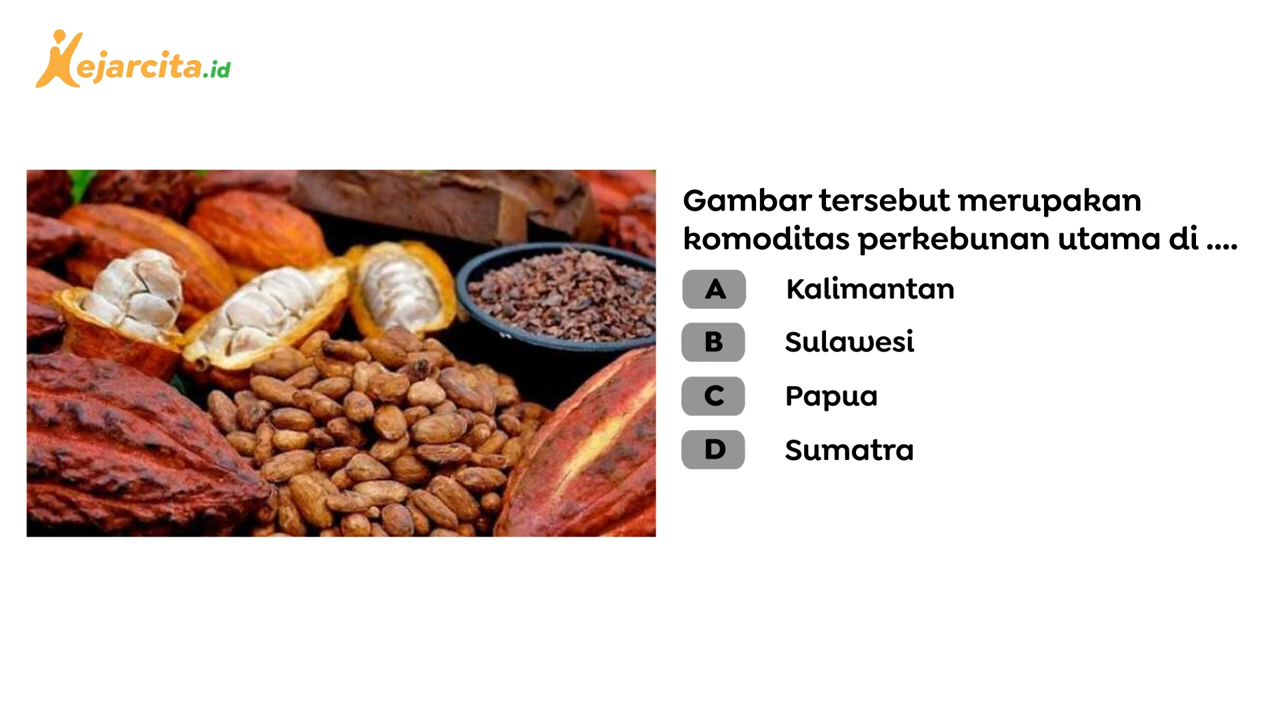 Kejarcita.id
Gambar tersebut merupakan
komoditas perkebunan utama di ....
A Kalimantan
B Sulawesi
C Papua
D Sumatra